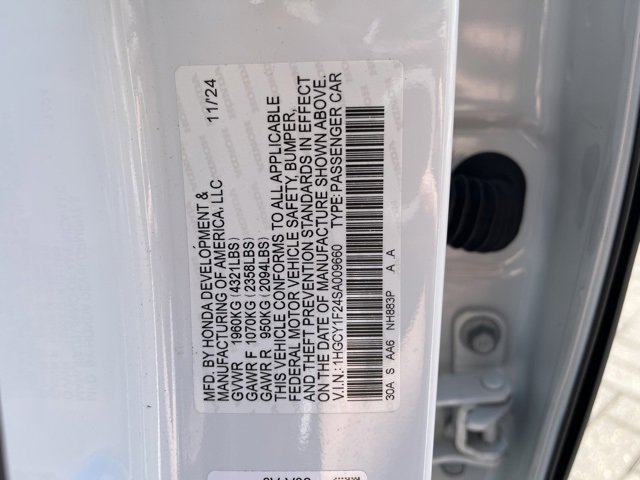 MFD. BY HONDA DEVELOPMENT & 11/24
MANUFACTURING OF AMERICA, LLC
GVWR 1960KG (4321LBS)
GAWR F 1070KG (2358LBS)
GAWR R 950KG (2094LBS)
THIS VEHICLE CONFORMS TO ALL APPLICABLE
FEDERAL MOTOR VEHICLE SAFETY, BUMPER,
AND THEFT PREVENTION STANDARDS IN EFFECT
ON THE DATE OF MANUFACTURE SHOWN ABOVE.
V.I.N.: 1HGCY1F24SA009660 TYPE: PASSENGER CAR
30A S AA6 NH883P A A